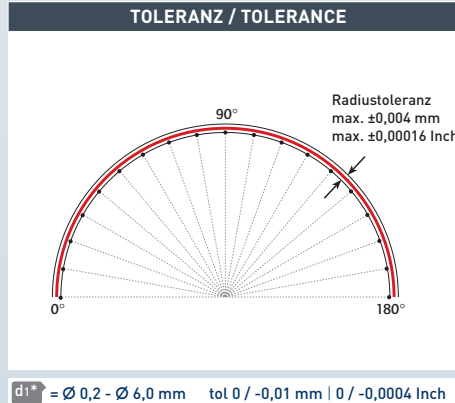 TOLERANZ / TOLERANCE
90°
Radiustoleranz
max. ±0,004 mm
max. ±0,00016 Inch
0°
180°
d1* = Ø 0,2 - Ø 6,0 mm tol 0 / -0,01 mm | 0 / -0,0004 Inch